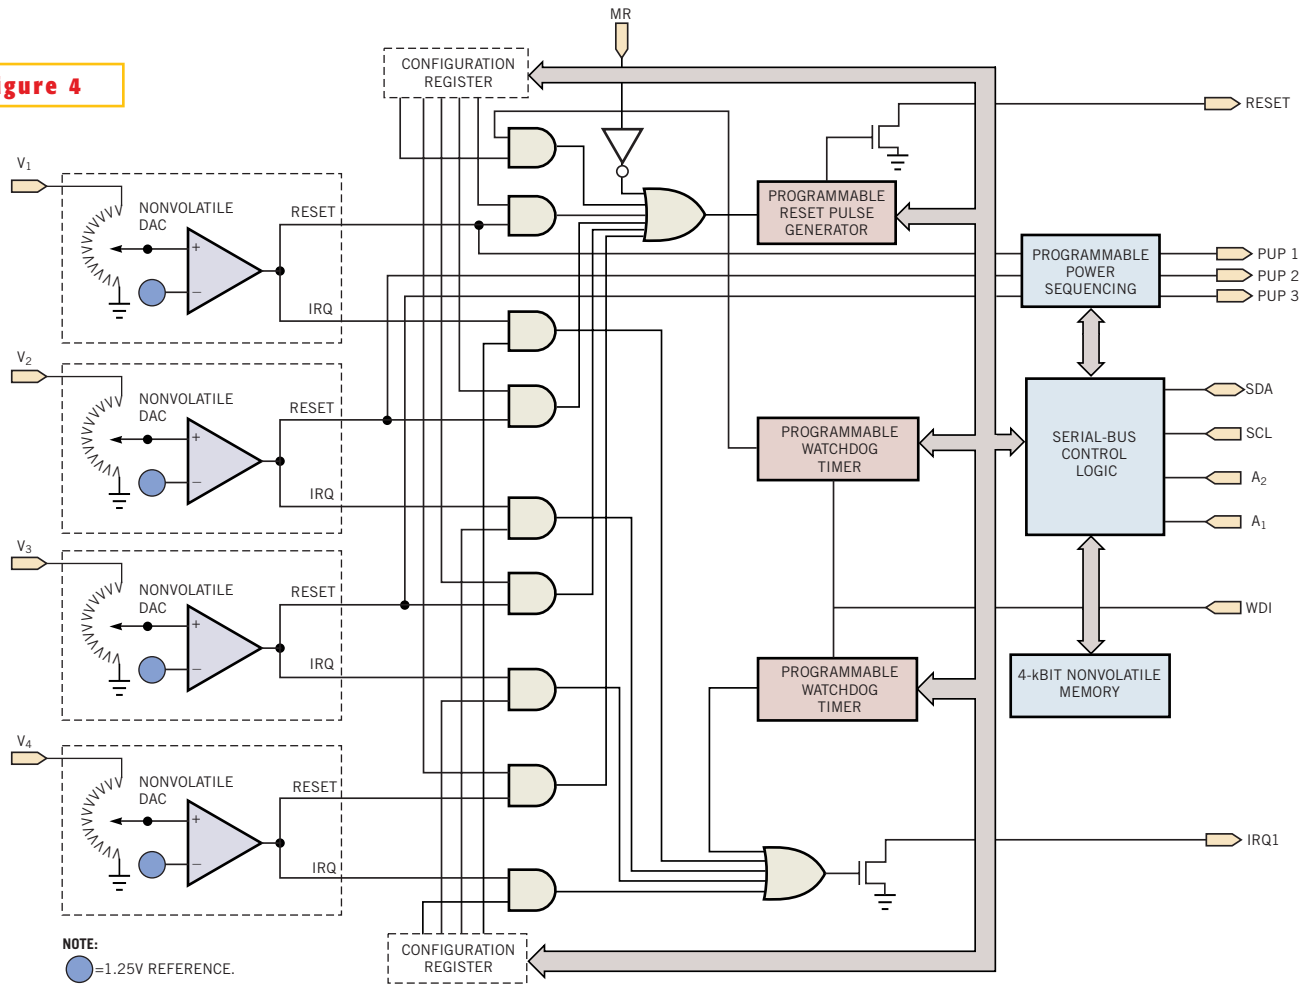 MR
CONFIGURATION
REGISTER
igure 4
RESET
V1
NONVOLATILE
DAC
RESET
+
−
IRQ
PROGRAMMABLE
RESET PULSE
GENERATOR
PROGRAMMABLE
POWER
SEQUENCING
PUP 1
PUP 2
PUP 3
V2
NONVOLATILE
DAC
RESET
+
−
IRQ
PROGRAMMABLE
WATCHDOG
TIMER
SERIAL-BUS
CONTROL
LOGIC
SDA
SCL
A2
A1
V3
NONVOLATILE
DAC
RESET
+
−
IRQ
WDI
PROGRAMMABLE
WATCHDOG
TIMER
4-kBIT NONVOLATILE
MEMORY
V4
NONVOLATILE
DAC
RESET
+
−
IRQ
IRQ1
CONFIGURATION
REGISTER
NOTE:
=1.25V REFERENCE.